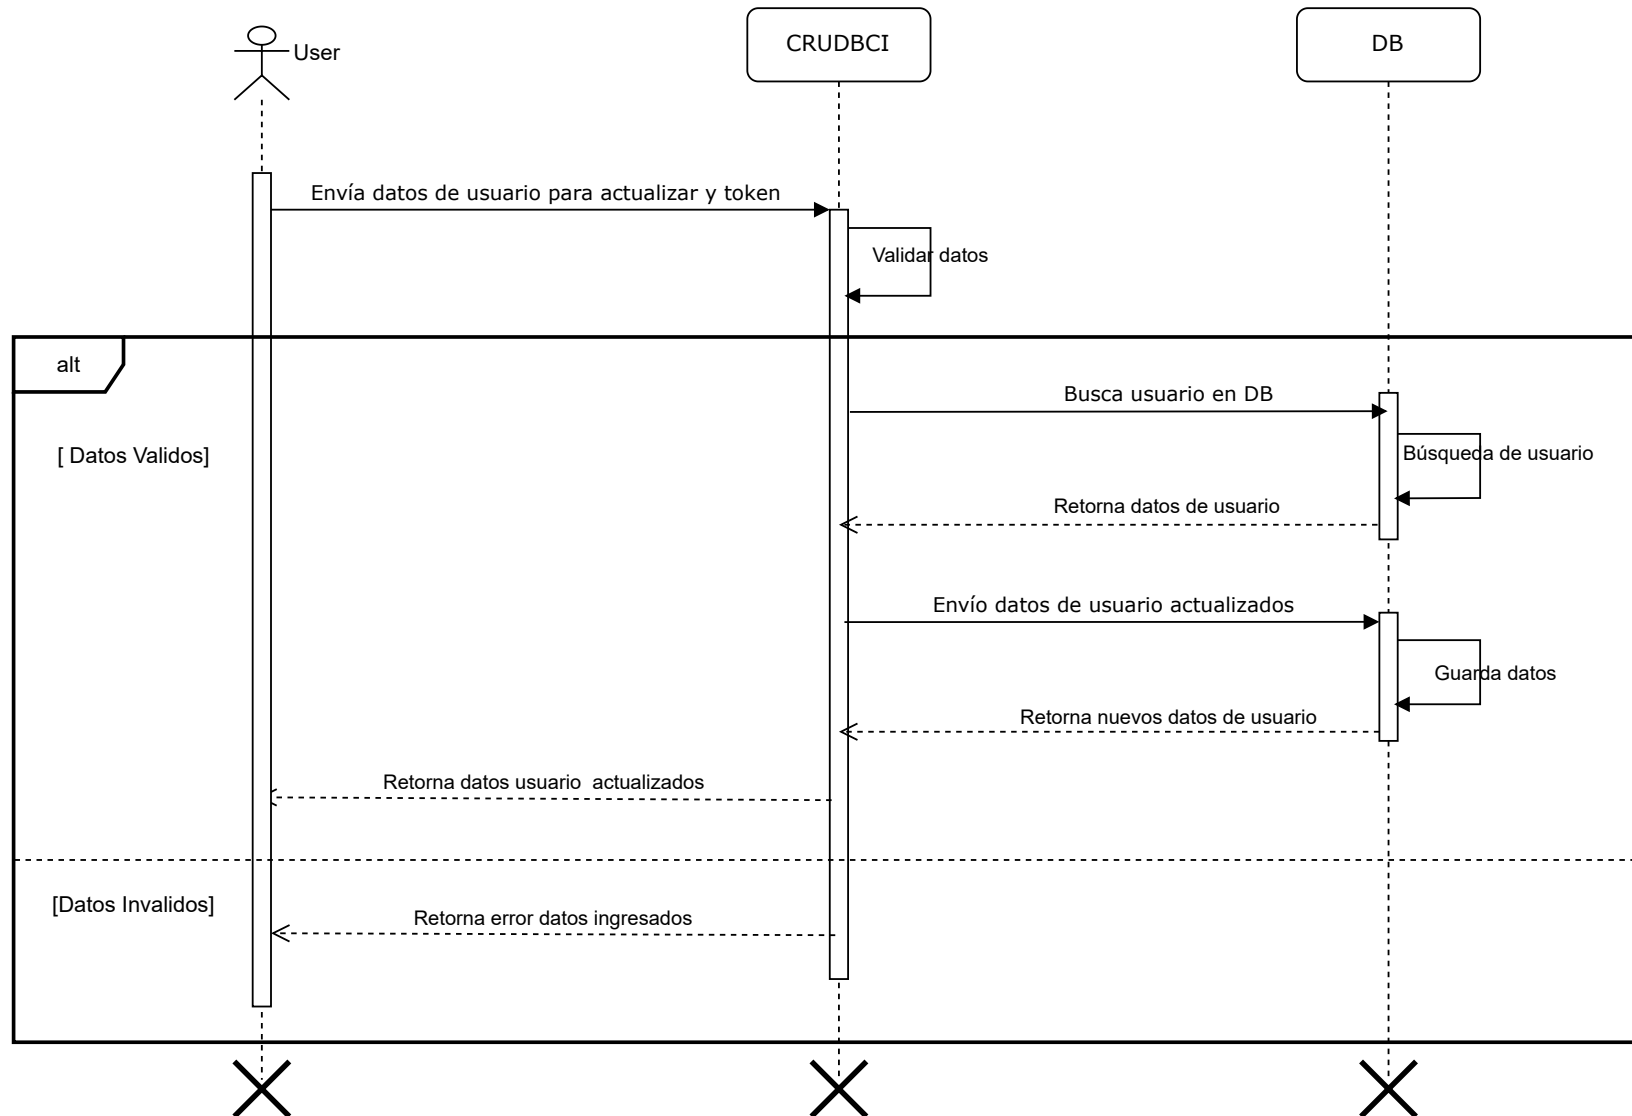 User
CRUDBCI
DB
Envía datos de usuario para actualizar y token
Validar datos
alt
Busca usuario en DB
[ Datos Validos]
Búsqueda de usuario
Retorna datos de usuario
Envío datos de usuario actualizados
Guarda datos
Retorna nuevos datos de usuario
Retorna datos usuario  actualizados
[Datos Invalidos]
Retorna error datos ingresados